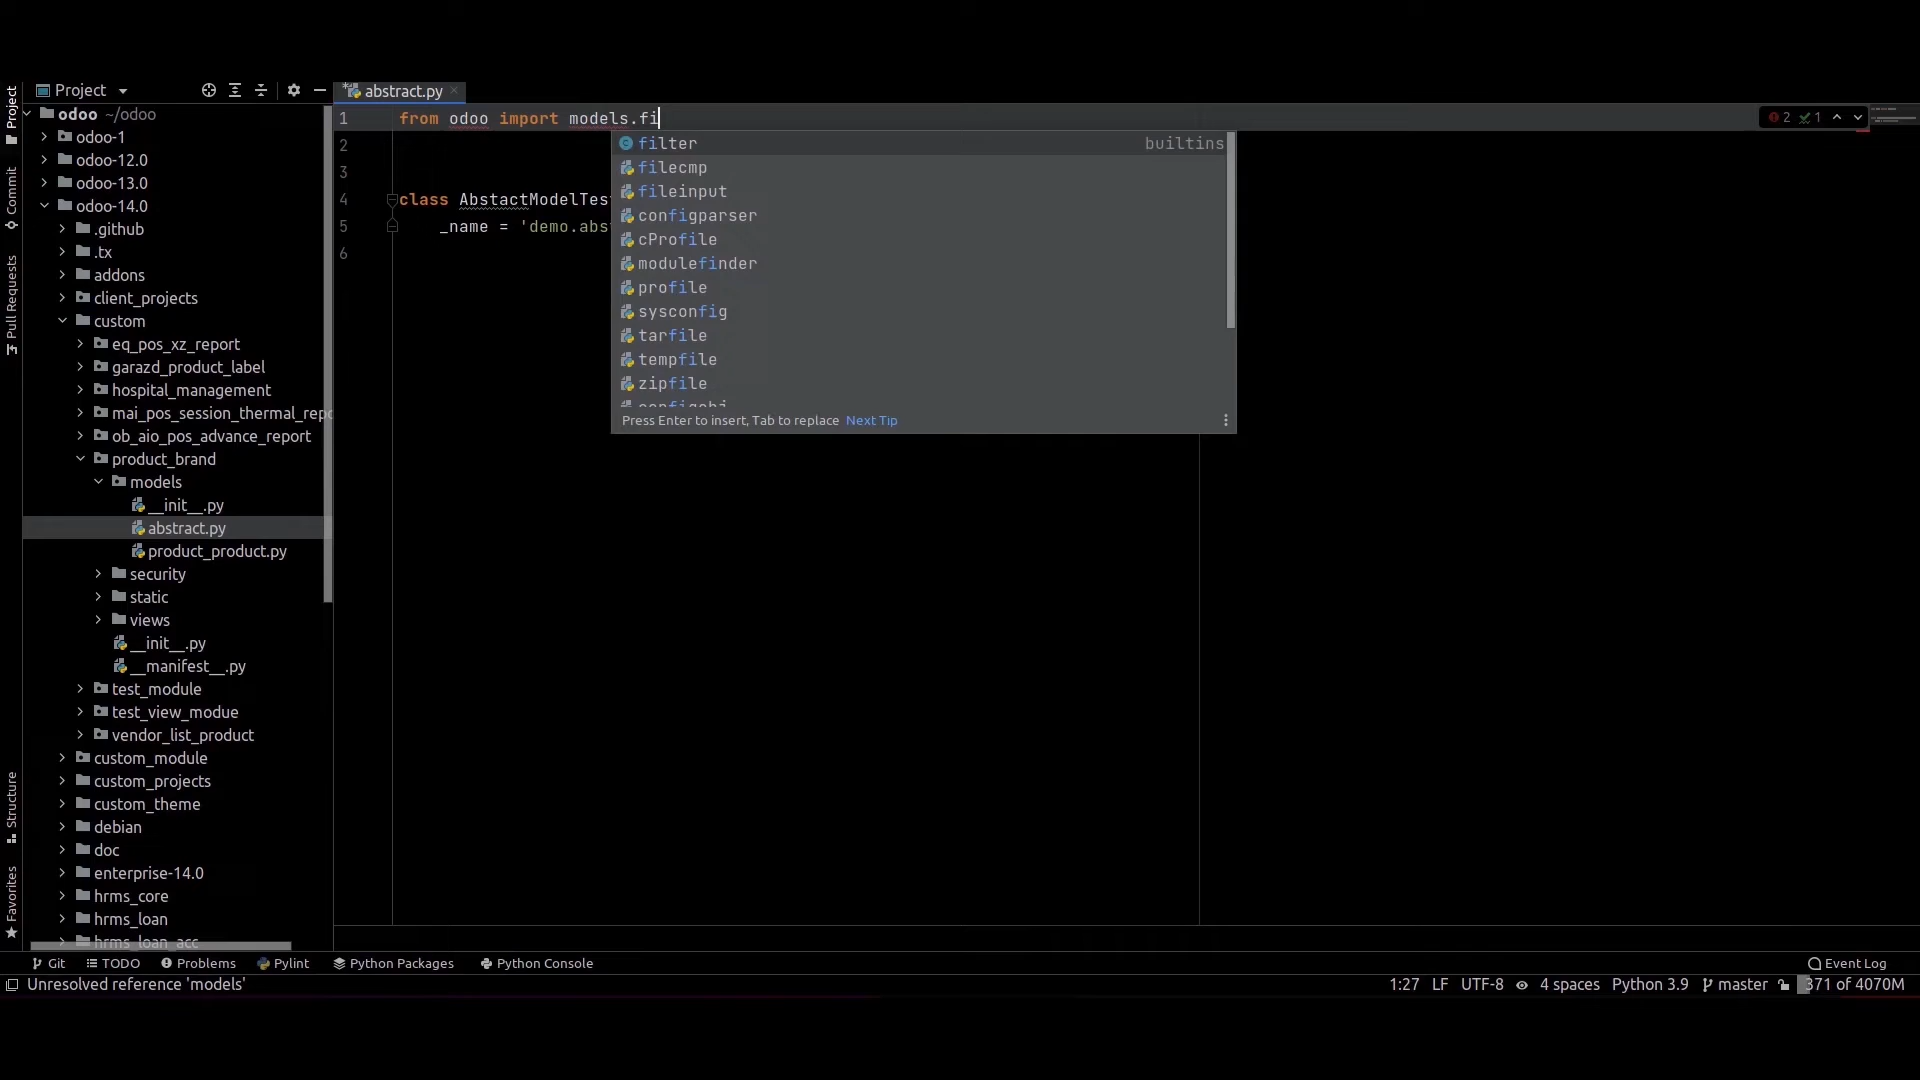 Project
abstract.py
odoo ~/odoo
odoo-1
odoo-12.0
odoo-13.0
odoo-14.0
.github
.tx
addons
client_projects
custom
eq_pos_xz_report
garazd_product_label
hospital_management
mai_pos_session_thermal_repo
ob_aio_pos_advance_report
product_brand
models
__init__.py
abstract.py
product_product.py
security
static
views
__init__.py
__manifest__.py
test_module
test_view_modue
vendor_list_product
custom_module
custom_projects
custom_theme
debian
doc
enterprise-14.0
hrms_core
hrms_loan
hrms_loan_acc
Project
Commit
Pull Requests
Structure
Favorites
1 from odoo import models.fi
2
3
4 class AbstactModelTes
5 _name = 'demo.abs
6
2 1
filter builtins
filecmp
fileinput
configparser
cProfile
modulefinder
profile
sysconfig
tarfile
tempfile
zipfile
Press Enter to insert, Tab to replace Next Tip
Git TODO Problems Pylint Python Packages Python Console Event Log
Unresolved reference 'models' 1:27 LF UTF-8 4 spaces Python 3.9 master 371 of 4070M